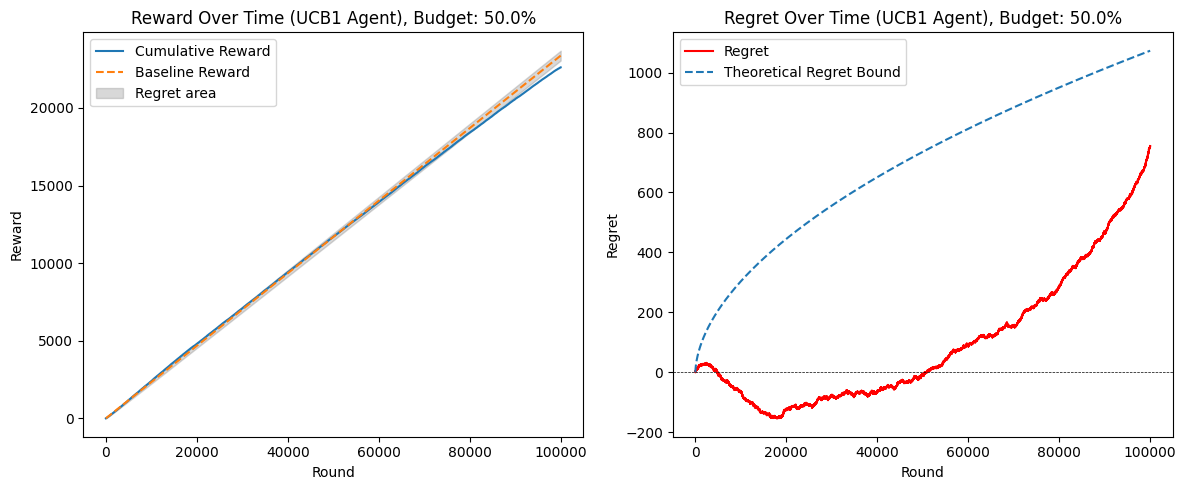 Reward Over Time (UCB1 Agent), Budget: 50.0%
Cumulative Reward
Baseline Reward
Regret area
20000
15000
10000
5000
0
Reward
0 20000 40000 60000 80000 100000
Round
Regret Over Time (UCB1 Agent), Budget: 50.0%
Regret
Theoretical Regret Bound
1000
800
600
400
200
0
−200
Regret
0 20000 40000 60000 80000 100000
Round